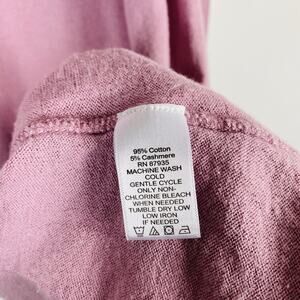 95% Cotton
5% Cashmere
RN 87935
MACHINE WASH
COLD
GENTLE CYCLE
ONLY NON-
CHLORINE BLEACH
WHEN NEEDED
TUMBLE DRY LOW
LOW IRON
IF NEEDED